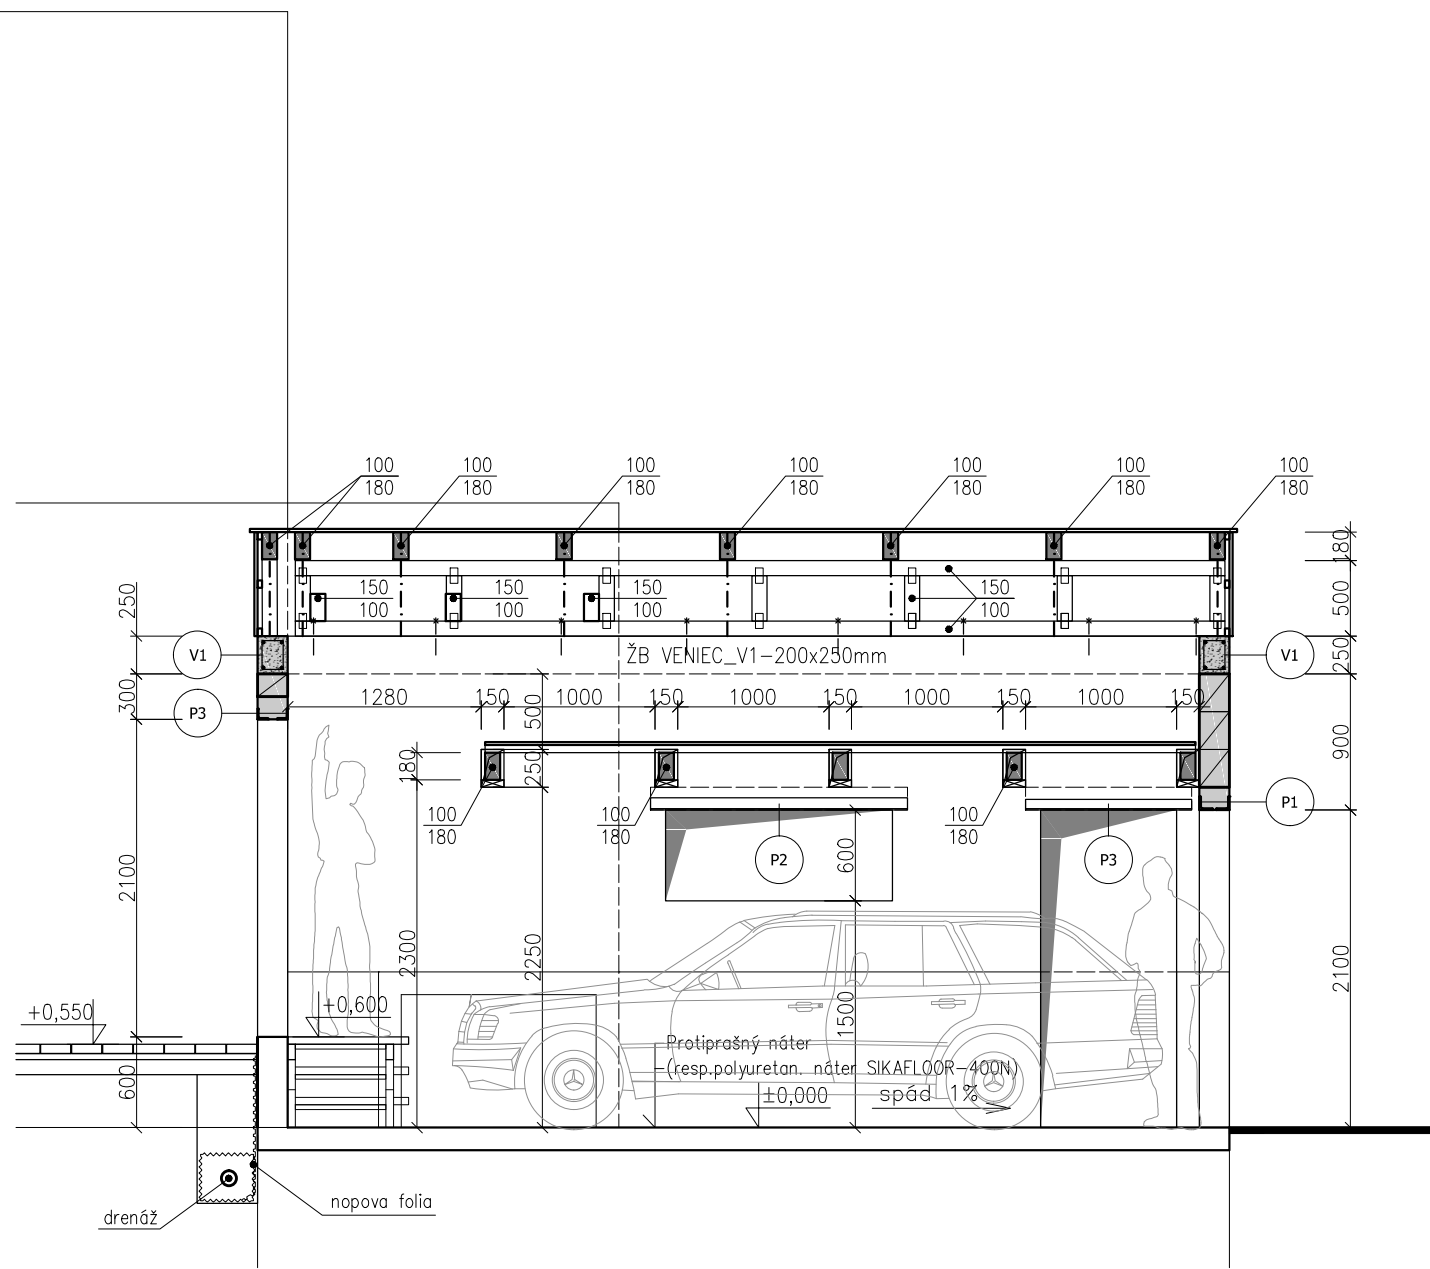 100 100 100 100 100 100 100
180 180 180 180 180 180 180
180
150 150 150 150
100 100 100 100
250
500
V1
ŽB VENIEC_V1-200x250mm
250
V1
300
P3
1280 150 1000 150 1000 150 1000 150 1000 150
500
180
250
900
100 100 100
180 180 180
P1
P2
P3
600
2100
2300
2250
1500
2100
+0,550
+0,600
Protiprašný náter
(resp.polyuretan. náter SIKAFLOOR-400N)
600
±0,000
spád 1%
nopova folia
drenáž